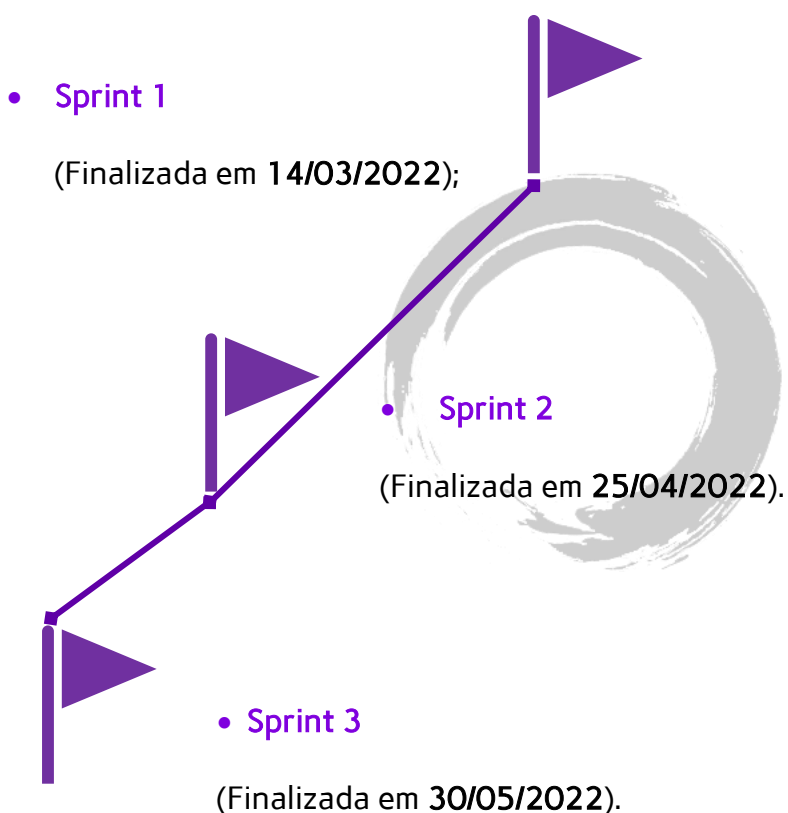 • Sprint 1
(Finalizada em 14/03/2022);
• Sprint 2
(Finalizada em 25/04/2022).
• Sprint 3
(Finalizada em 30/05/2022).